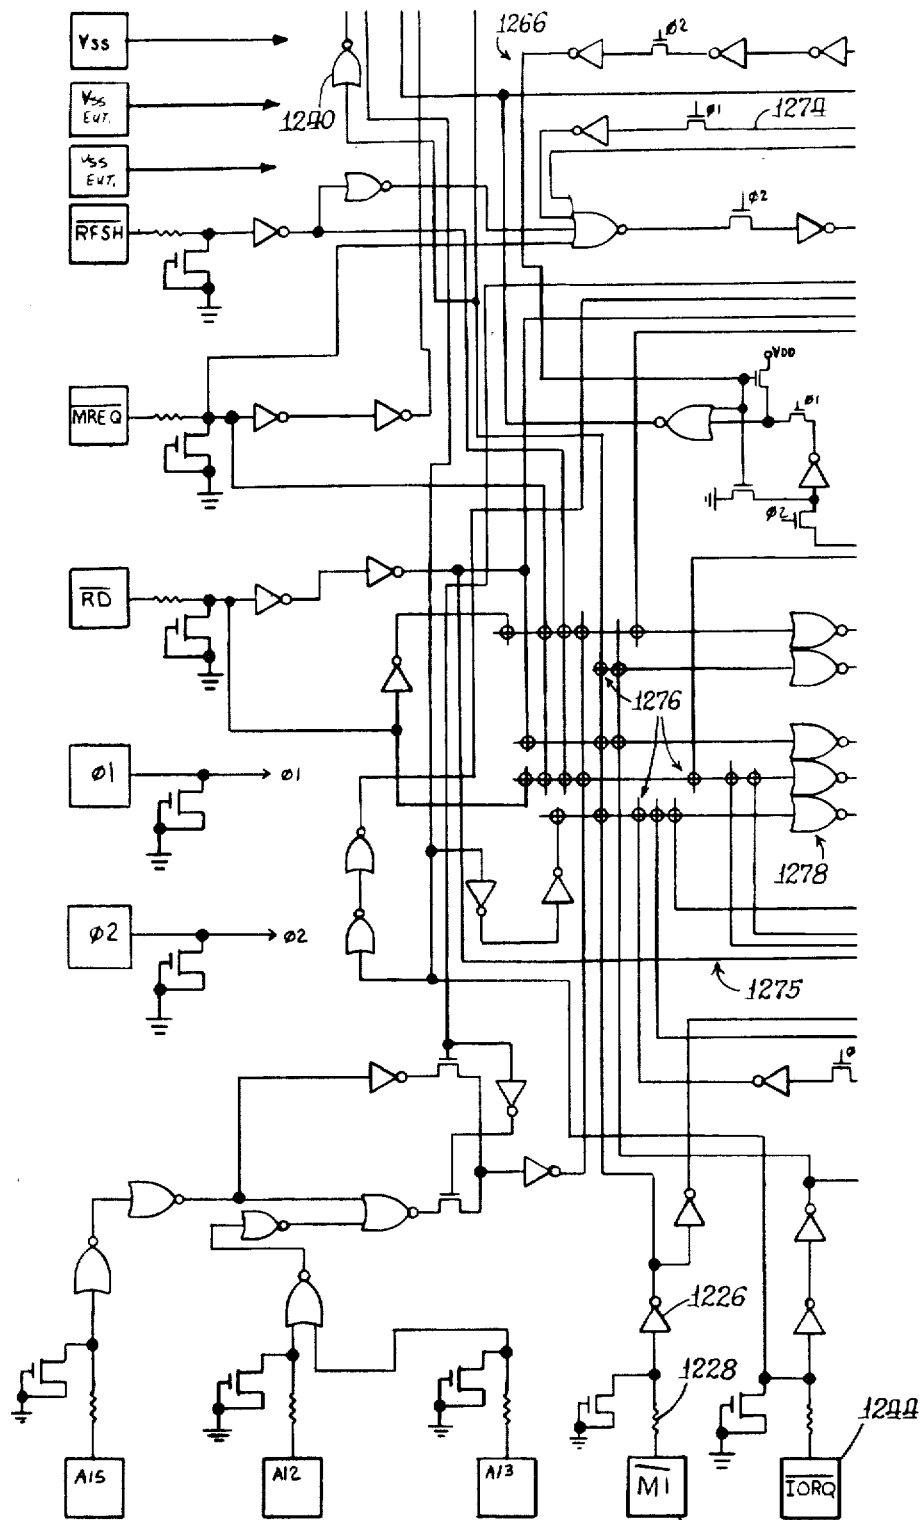 VSS
1266
ø2
VSS
EXT.
1240
ø1
1274
VSS
EXT.
RFSH
ø2
VDD
ø1
MREQ
ø2
RD
1276
ø1
ø1
1278
ø2
ø2
1275
ø
1226
1228
1244
A15
A12
A13
M1
IORQ